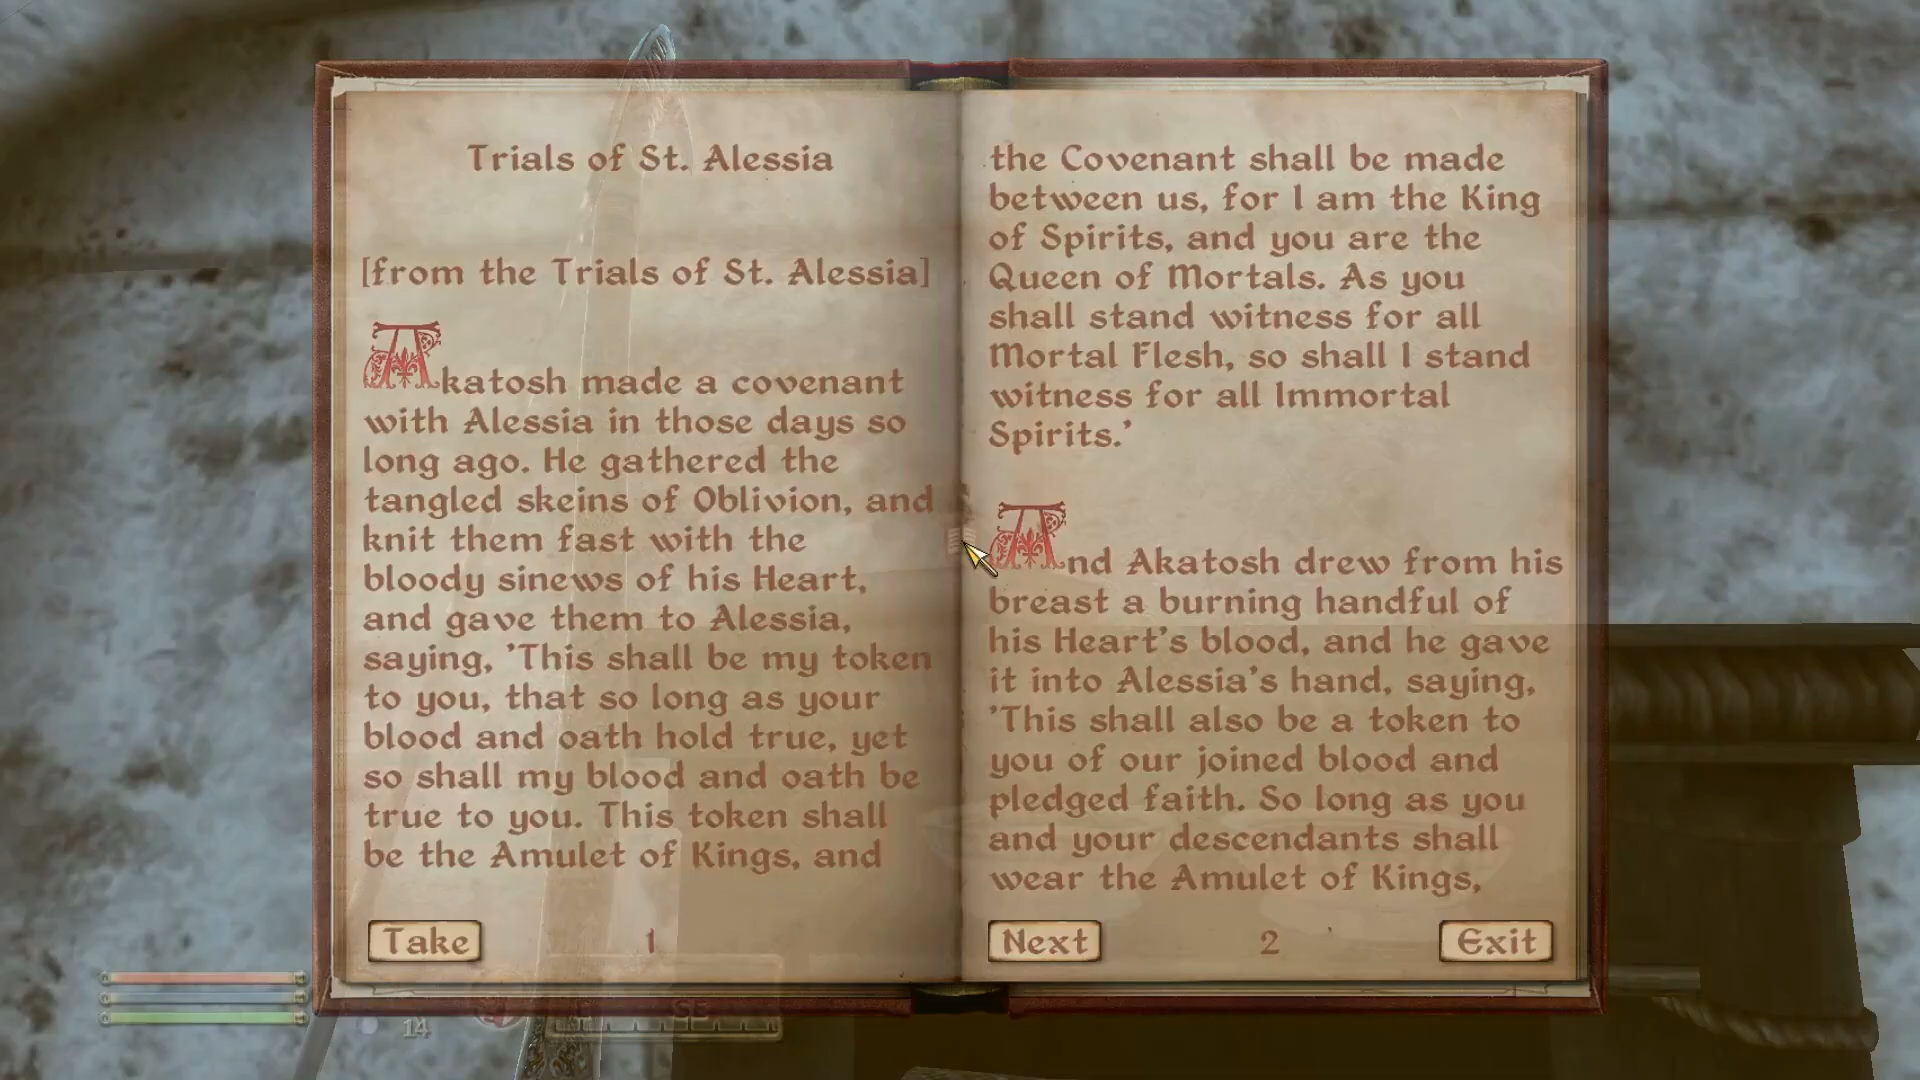 Trials of St. Alessia
[from the Trials of St. Alessia]
Akatosh made a covenant
with Alessia in those days so
long ago. He gathered the
tangled skeins of Oblivion, and
knit them fast with the
bloody sinews of his Heart,
and gave them to Alessia,
saying, 'This shall be my token
to you, that so long as your
blood and oath hold true, yet
so shall my blood and oath be
true to you. This token shall
be the Amulet of Kings, and
Take
1
the Covenant shall be made
between us, for I am the King
of Spirits, and you are the
Queen of Mortals. As you
shall stand witness for all
Mortal Flesh, so shall I stand
witness for all Immortal
Spirits.'
And Akatosh drew from his
breast a burning handful of
his Heart's blood, and he gave
it into Alessia's hand, saying,
'This shall also be a token to
you of our joined blood and
pledged faith. So long as you
and your descendants shall
wear the Amulet of Kings,
Next
2
Exit
14
E
SE